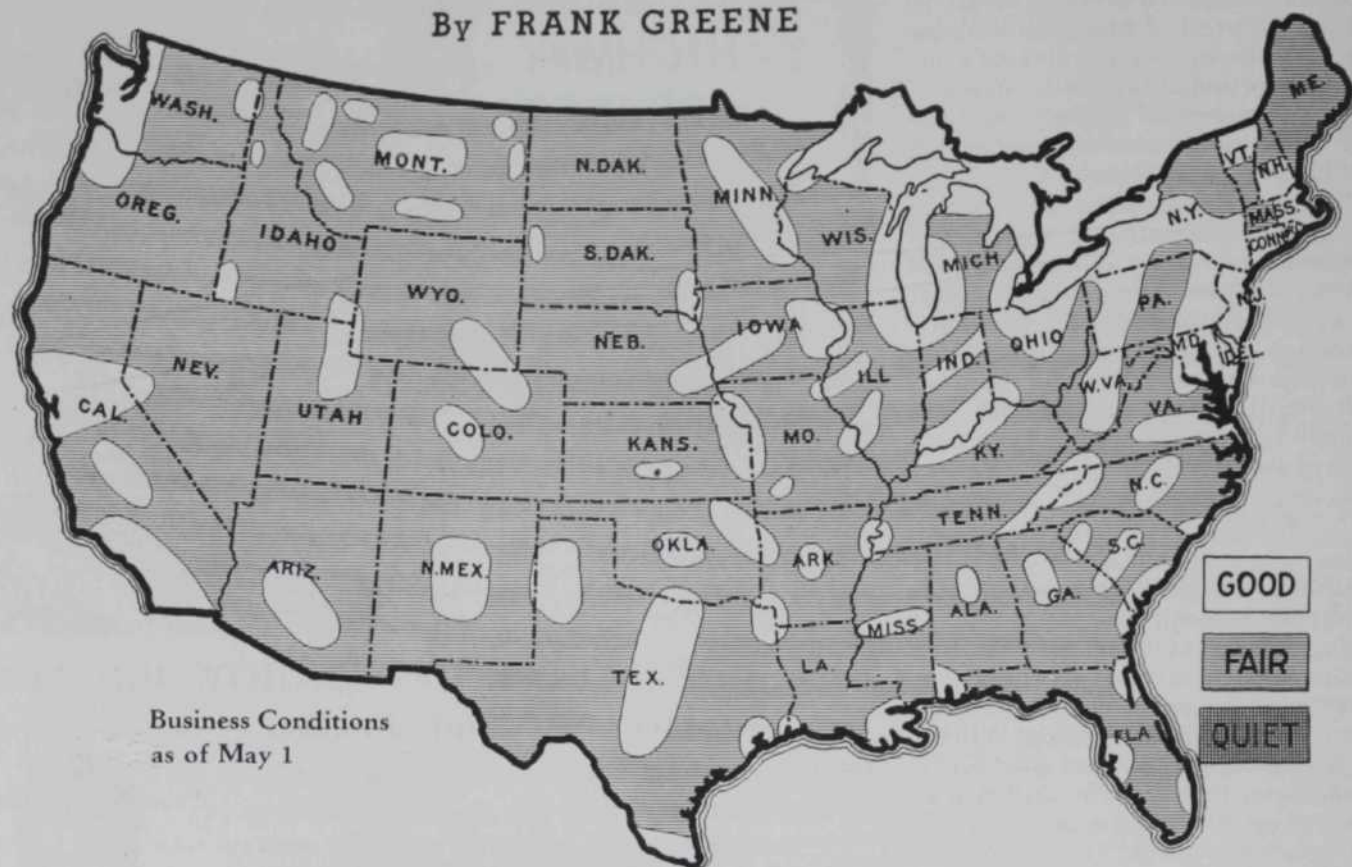 By FRANK GREENE
WASH.
OREG.
IDAHO
MONT.
N.DAK.
MINN.
S.DAK.
WYO.
NEB.
WIS.
MICH.
IOWA
ILL
IND.
OHIO
PA.
N.Y.
VT.
N.H.
ME.
MASS.
CONN.
R.D
N.J.
MD.
DEL.
W.VA.
VA.
NEV.
CAL.
UTAH
COLO.
KANS.
MO.
KY.
TENN.
N.C.
S.C.
ARIZ.
N.MEX.
OKLA.
ARK.
MISS.
ALA.
GA.
TEX.
LA.
FLA.
GOOD
FAIR
QUIET
Business Conditions
as of May 1